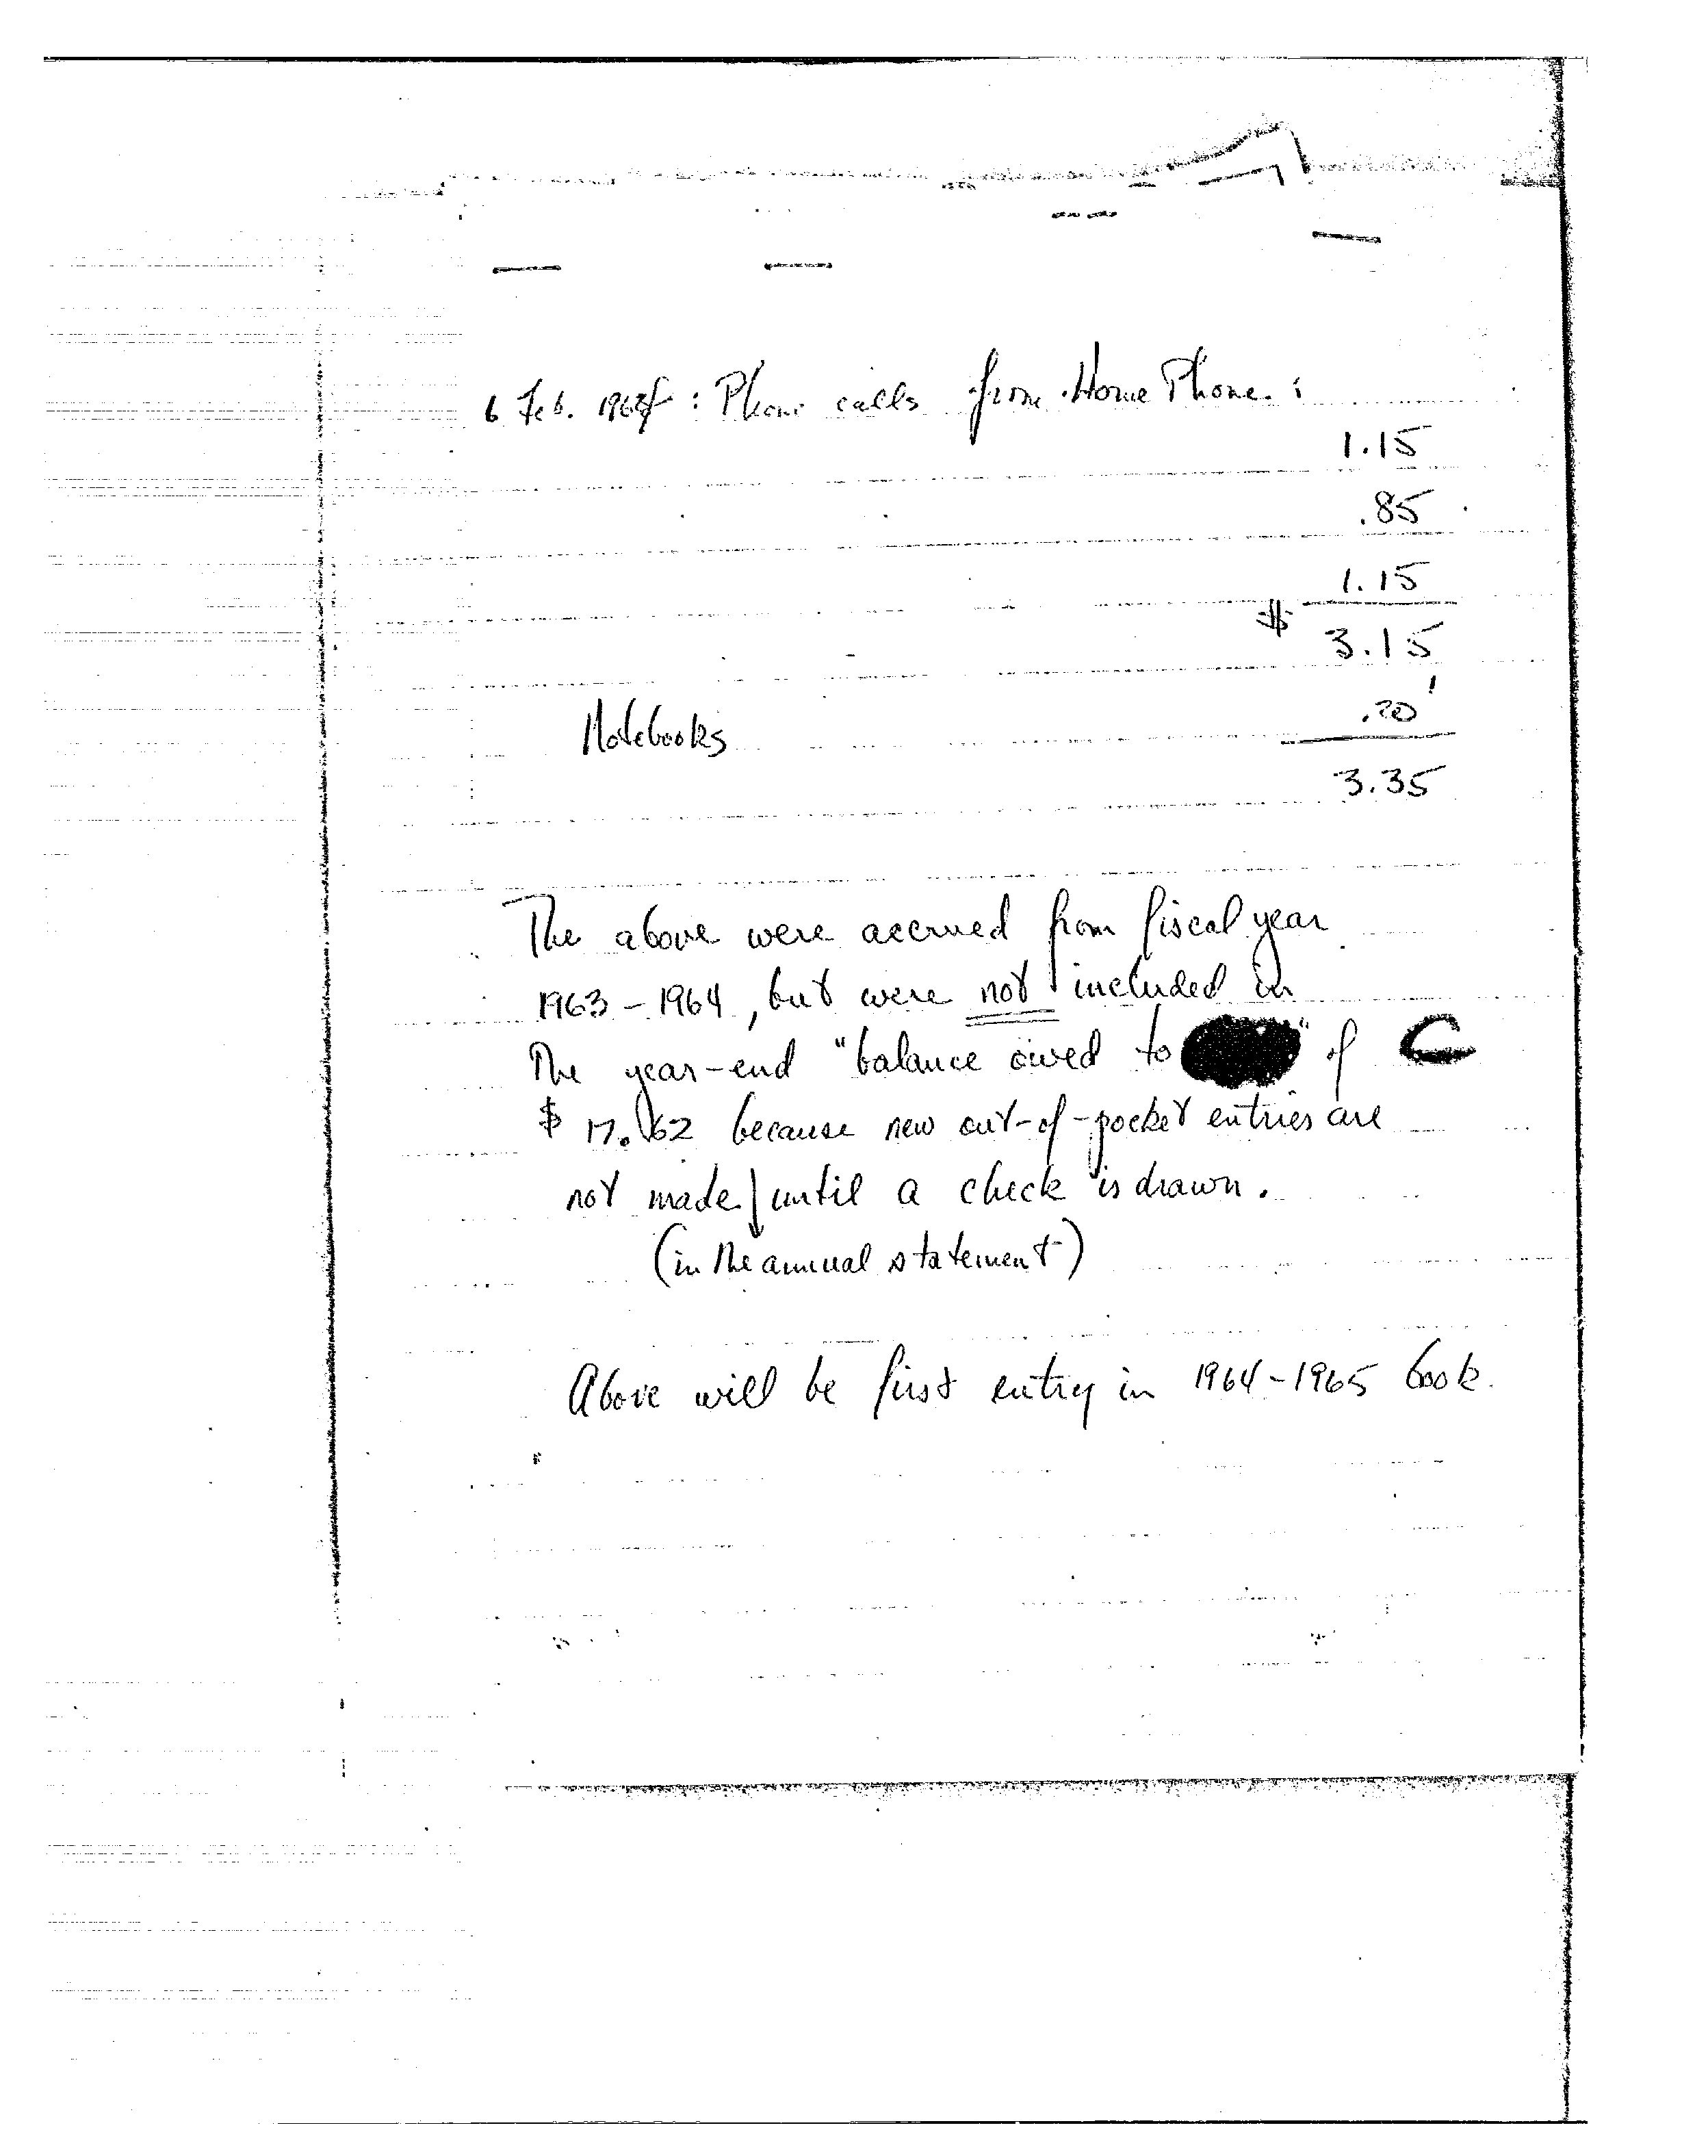 6 Feb. 1964 : Phone calls from Home Phone :
1.15
.85
1.15
$ 3.15
Notebooks .20
3.35
The above were accrued from fiscal year
1963 - 1964, but were not included in
The year-end "balance owed to " of
$ 17.62 because new out-of-pocket entries are
not made until a check is drawn.
(in the annual statement)
Above will be first entry in 1964-1965 book.